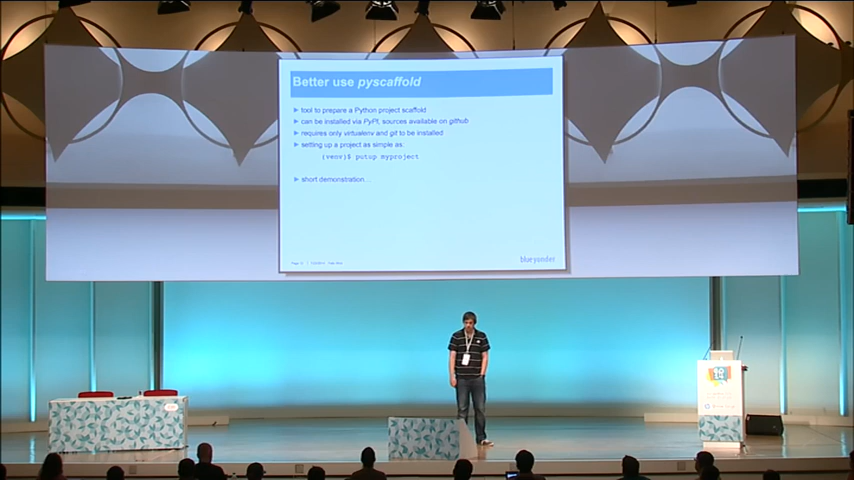 Better use pyscaffold
tool to prepare a Python project scaffold
can be installed via PyPI, sources available on github
requires only virtualenv and git to be installed
setting up a project as simple as:
(venv)$ putup myproject
short demonstration...
blueyonder